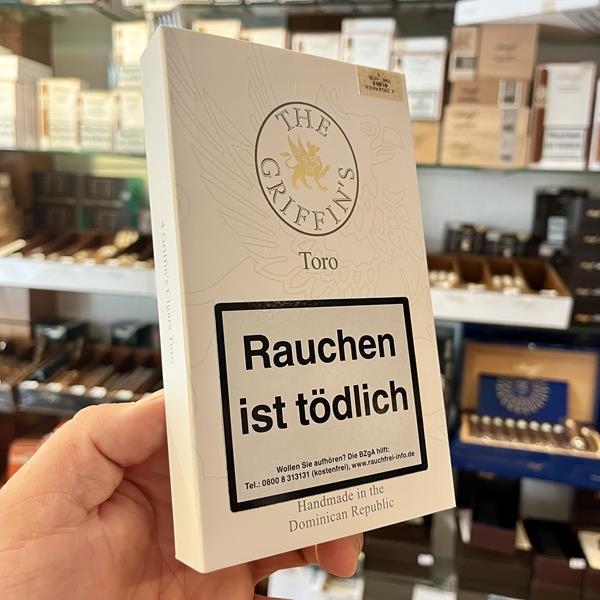 THE
GRIFFIN'S
Toro
Rauchen
ist tödlich
Wollen Sie aufhören? Die BZgA hilft:
Tel.: 0800 8 313131 (kostenfrei), www.rauchfrei-info.de
Handmade in the
Dominican Republic
4 Griffin's Cigars Toro